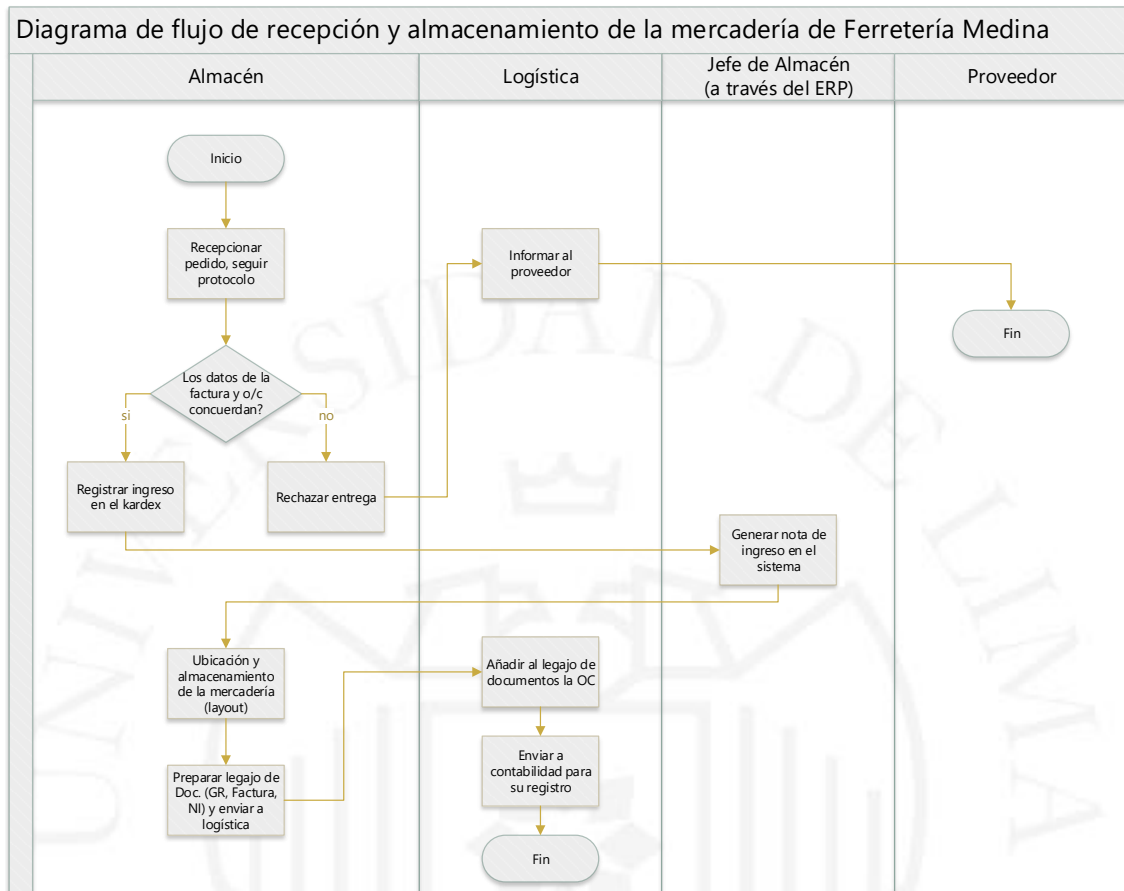 Diagrama de flujo de recepción y almacenamiento de la mercadería de Ferretería Medina
Almacén
Logística
Jefe de Almacén
(a través del ERP)
Proveedor
Inicio
Recepcionar
pedido, seguir
protocolo
Informar al
proveedor
Fin
Los datos de la
factura y o/c
concuerdan?
si
no
Registrar ingreso
en el kardex
Rechazar entrega
Generar nota de
ingreso en el
sistema
Ubicación y
almacenamiento
de la mercadería
(layout)
Añadir al legajo de
documentos la OC
Preparar legajo de
Doc. (GR, Factura,
NI) y enviar a
logística
Enviar a
contabilidad para
su registro
Fin
UNIVERSIDAD DE LIMA